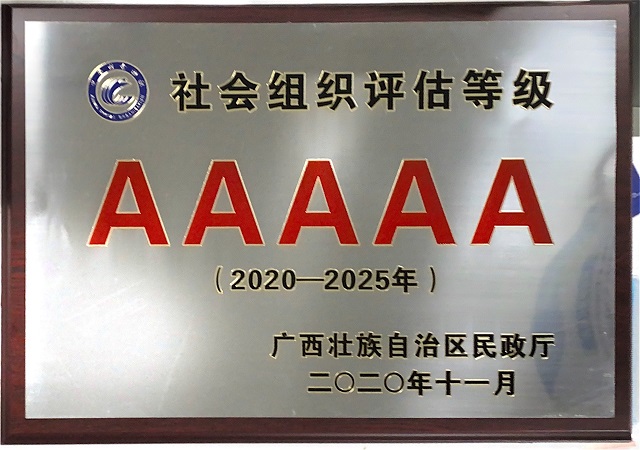 社会组织评估等级
AAAAA
（2020—2025年）
广西壮族自治区民政厅
二〇二〇年十一月